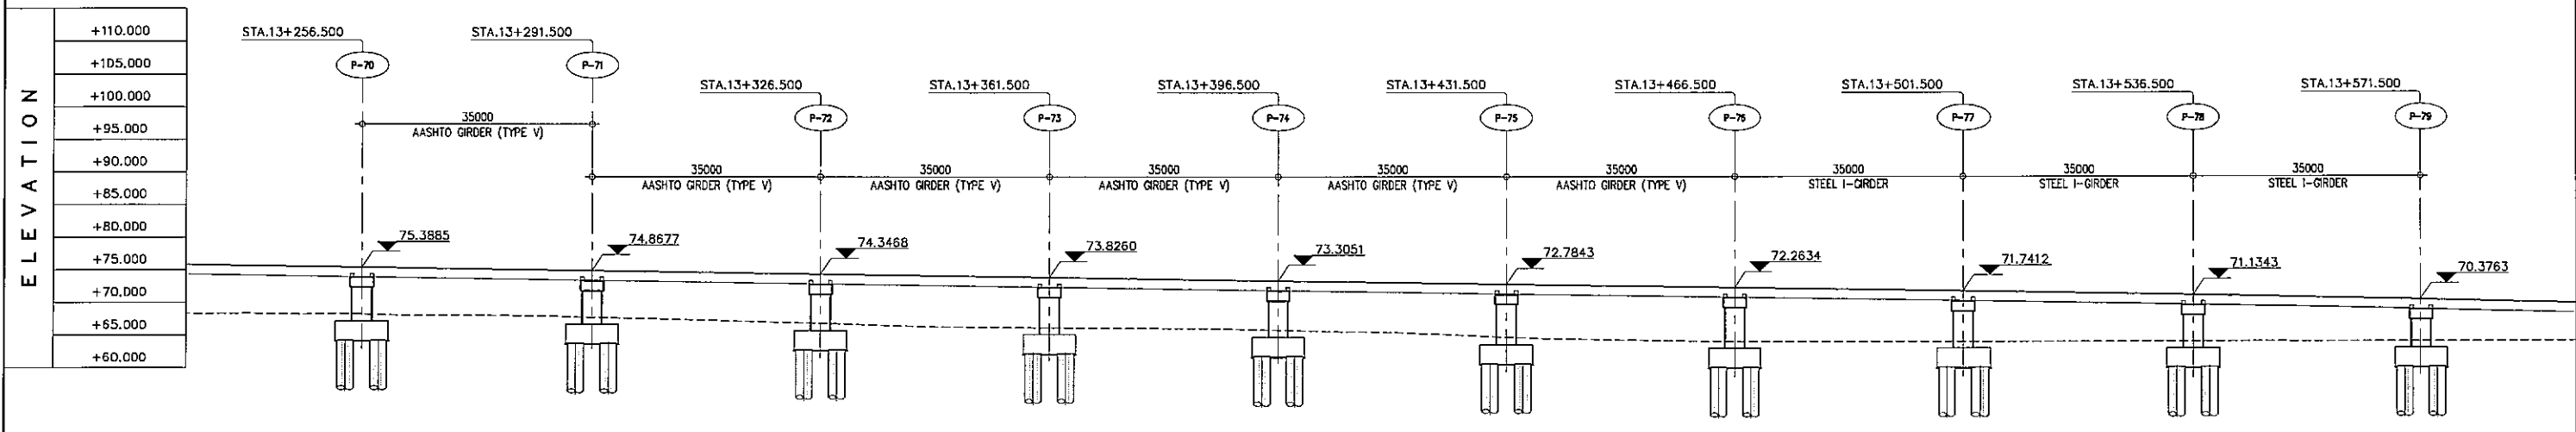 ELEVATION
+110.000
+105.000
+100.000
+95.000
+90.000
+85.000
+80.000
+75.000
+70.000
+65.000
+60.000
STA.13+256.500
P-70
STA.13+291.500
P-71
STA.13+326.500
P-72
STA.13+361.500
P-73
STA.13+396.500
P-74
STA.13+431.500
P-75
STA.13+466.500
P-76
STA.13+501.500
P-77
STA.13+536.500
P-78
STA.13+571.500
P-79
35000
AASHTO GIRDER (TYPE V)
35000
AASHTO GIRDER (TYPE V)
35000
AASHTO GIRDER (TYPE V)
35000
AASHTO GIRDER (TYPE V)
35000
AASHTO GIRDER (TYPE V)
35000
AASHTO GIRDER (TYPE V)
35000
STEEL I-GIRDER
35000
STEEL I-GIRDER
35000
STEEL I-GIRDER
75.3885
74.8677
74.3468
73.8260
73.3051
72.7843
72.2634
71.7412
71.1343
70.3763